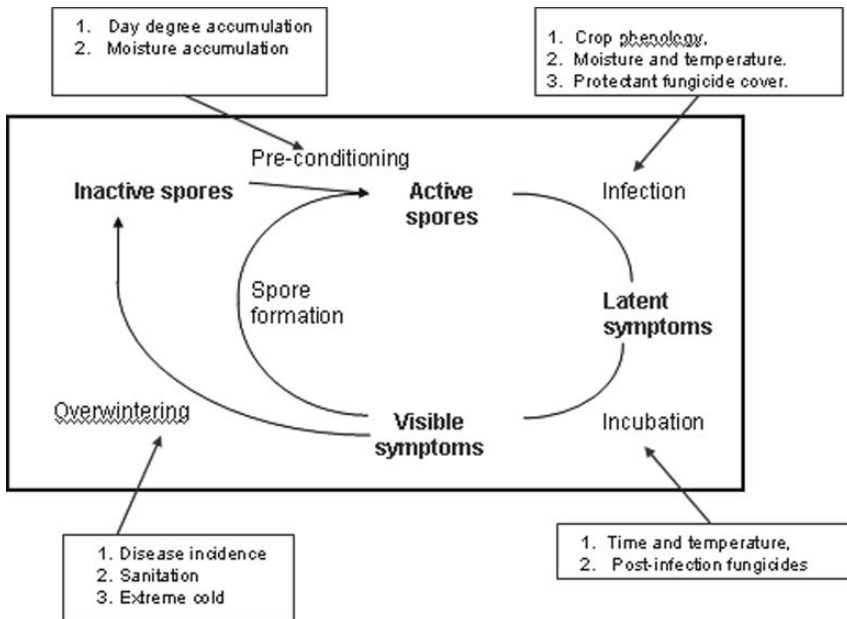 1. Day degree accumulation
2. Moisture accumulation
1. Crop phenology,
2. Moisture and temperature.
3. Protectant fungicide cover.
Pre-conditioning
Inactive spores
Active
spores
Infection
Spore
formation
Latent
symptoms
Overwintering
Visible
symptoms
Incubation
1. Disease incidence
2. Sanitation
3. Extreme cold
1. Time and temperature,
2. Post-infection fungicides